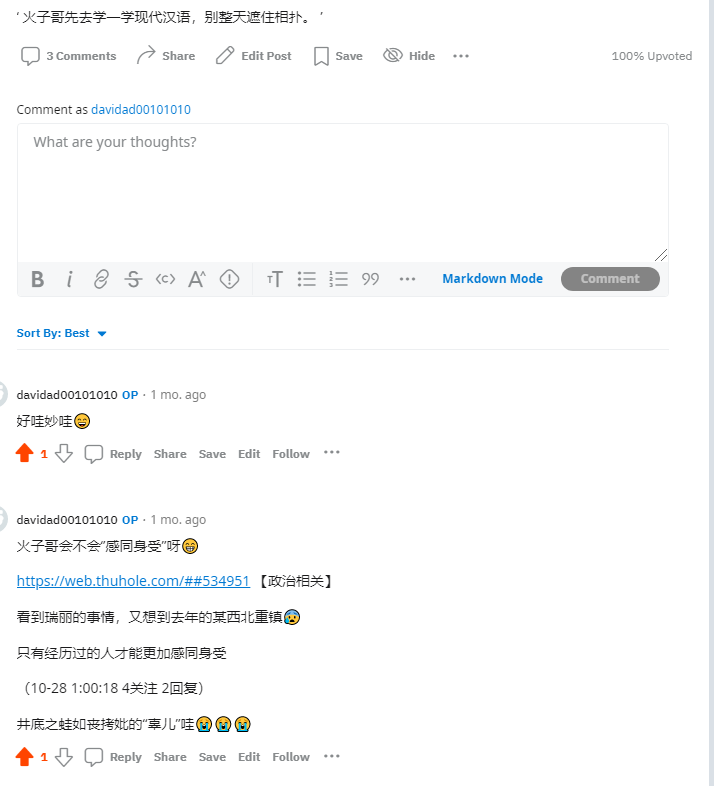 ‘ 火子哥先去学一学现代汉语，别整天遮住相扑。 ’
3 Comments Share Edit Post Save Hide ••• 100% Upvoted
Comment as davidad00101010
What are your thoughts?
B i S <c> A^ T T 99 ••• Markdown Mode Comment
Sort By: Best
davidad00101010 OP · 1 mo. ago
好哇妙哇😄
1 Reply Share Save Edit Follow •••
davidad00101010 OP · 1 mo. ago
火子哥会不会“感同身受”呀😁
https://web.thuhole.com/##534951 【政治相关】
看到瑞丽的事情，又想到去年的某西北重镇😰
只有经历过的人才能更加感同身受
（10-28 1:00:18 4关注 2回复）
井底之蛙如丧拷妣的“辜儿”哇😭😭😭
1 Reply Share Save Edit Follow •••